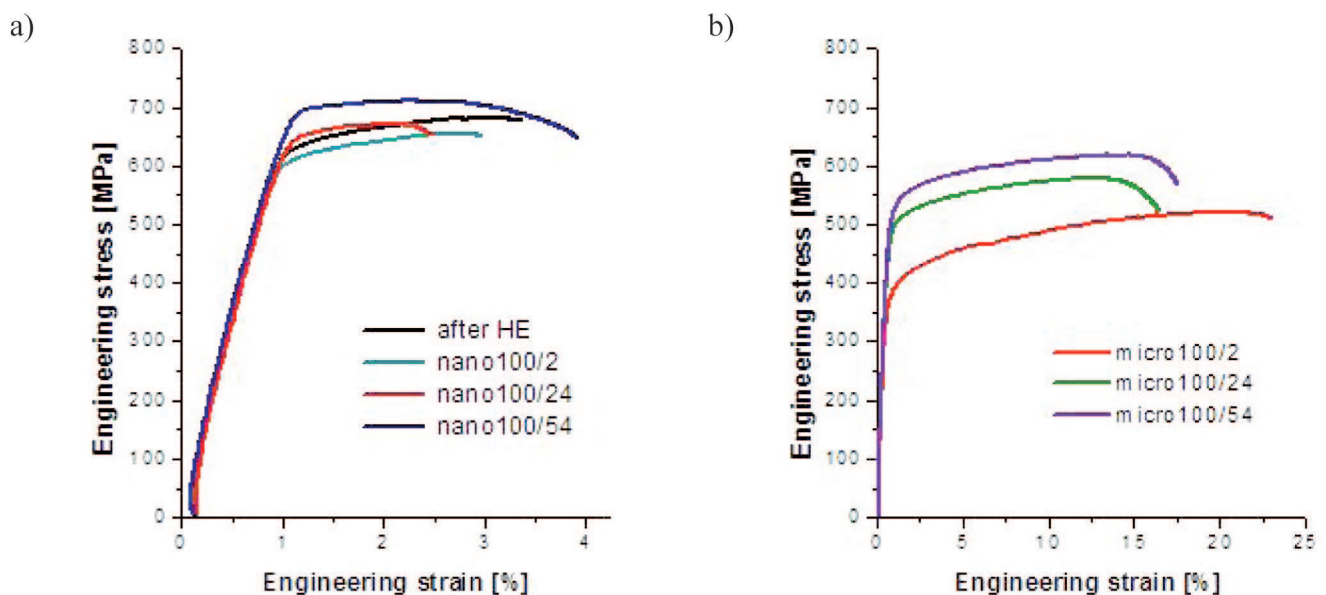 a)
800
700
600
500
400
300
200
100
0
Engineering stress [MPa]
after HE
nano100/2
nano100/24
nano100/54
0 1 2 3 4
Engineering strain [%]
b)
800
700
600
500
400
300
200
100
0
Engineering stress [MPa]
micro100/2
micro100/24
micro100/54
0 5 10 15 20 25
Engineering strain [%]